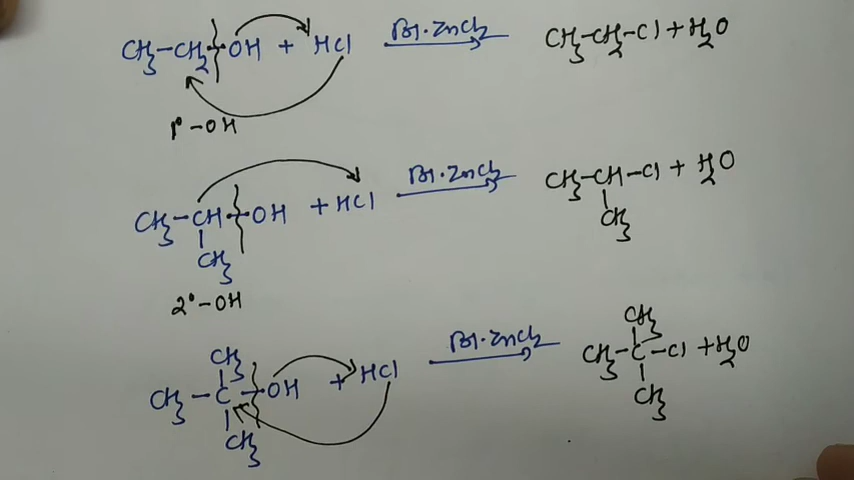 CH3-CH2-OH + HCl anh·ZnCl2 CH3-CH2-Cl + H2O
1° - OH
CH3-CH-OH + HCl anh·ZnCl2 CH3-CH-Cl + H2O
CH3 CH3
2° - OH
CH3 CH3
CH3-C-OH + HCl anh·ZnCl2 CH3-C-Cl + H2O
CH3 CH3